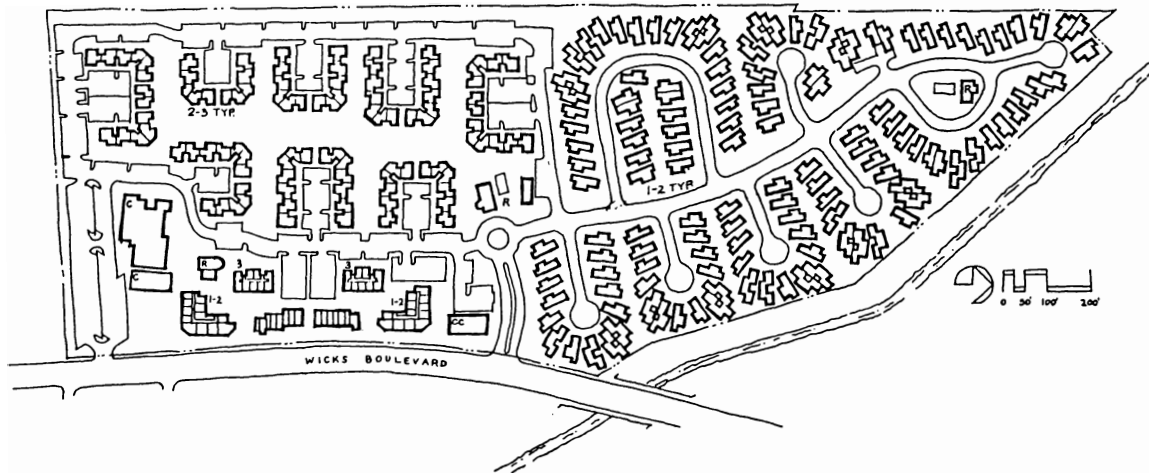 2-3 TYP.
R
1-2 TYP.
R
C
R
3
3
C
1-2
1-2
CC
WICKS BOULEVARD
0 50' 100' 200'